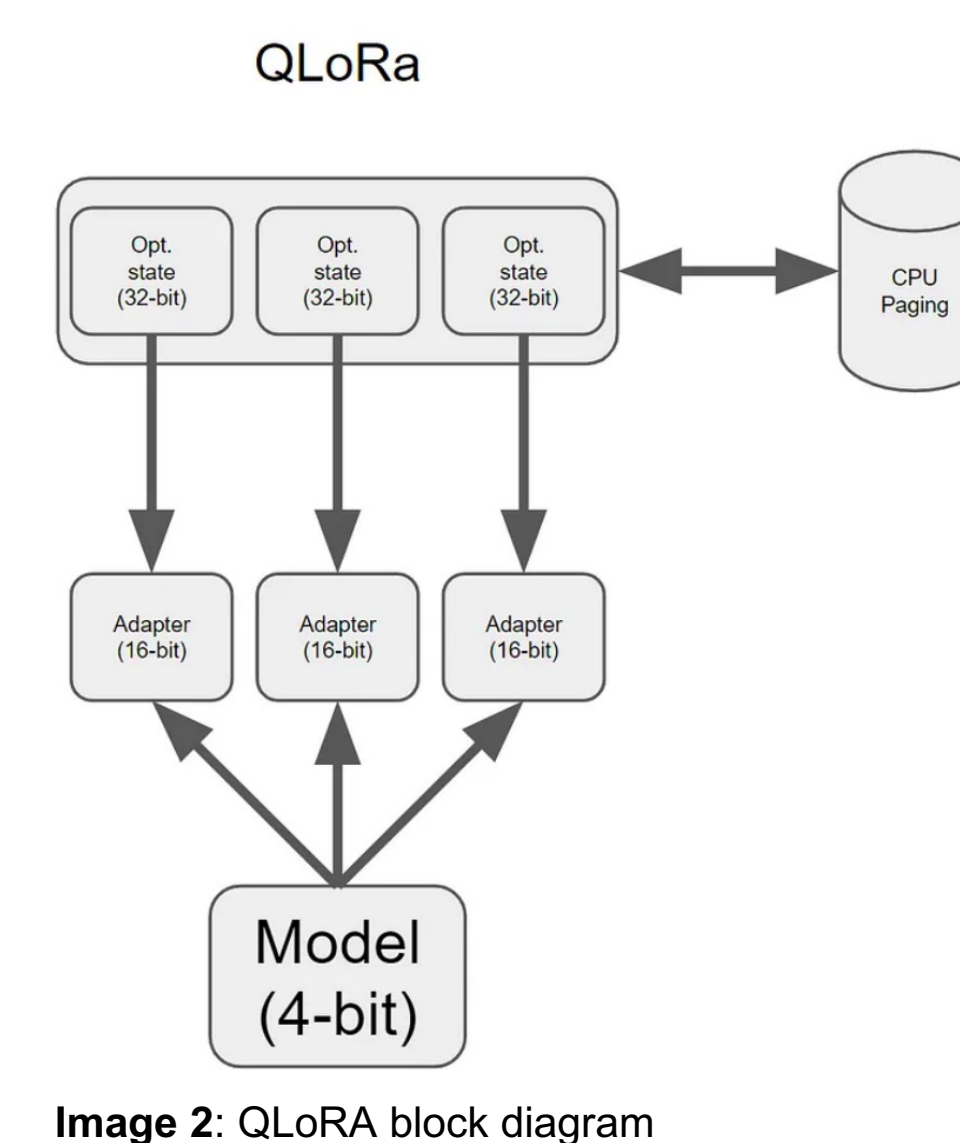 QLoRa
Opt.
state
(32-bit)
Opt.
state
(32-bit)
Opt.
state
(32-bit)
CPU
Paging
Adapter
(16-bit)
Adapter
(16-bit)
Adapter
(16-bit)
Model
(4-bit)
Image 2: QLoRA block diagram